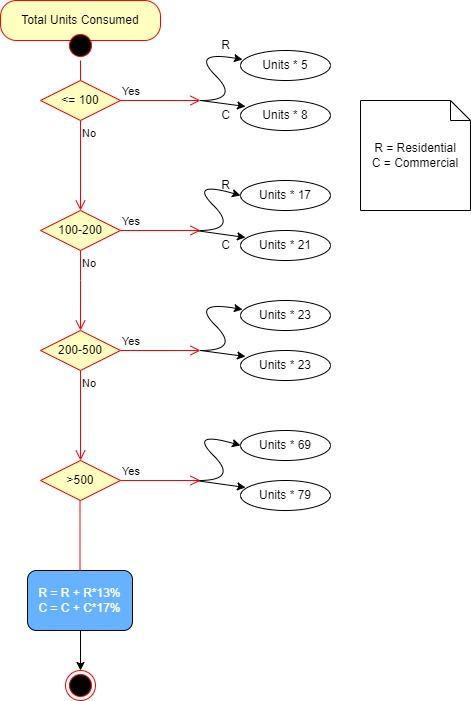 Total Units Consumed
R
Units * 5
<= 100
Yes
C
Units * 8
No
R = Residential
C = Commercial
R
Units * 17
100-200
Yes
C
Units * 21
No
Units * 23
200-500
Yes
Units * 23
No
Units * 69
>500
Yes
Units * 79
R = R + R*13%
C = C + C*17%